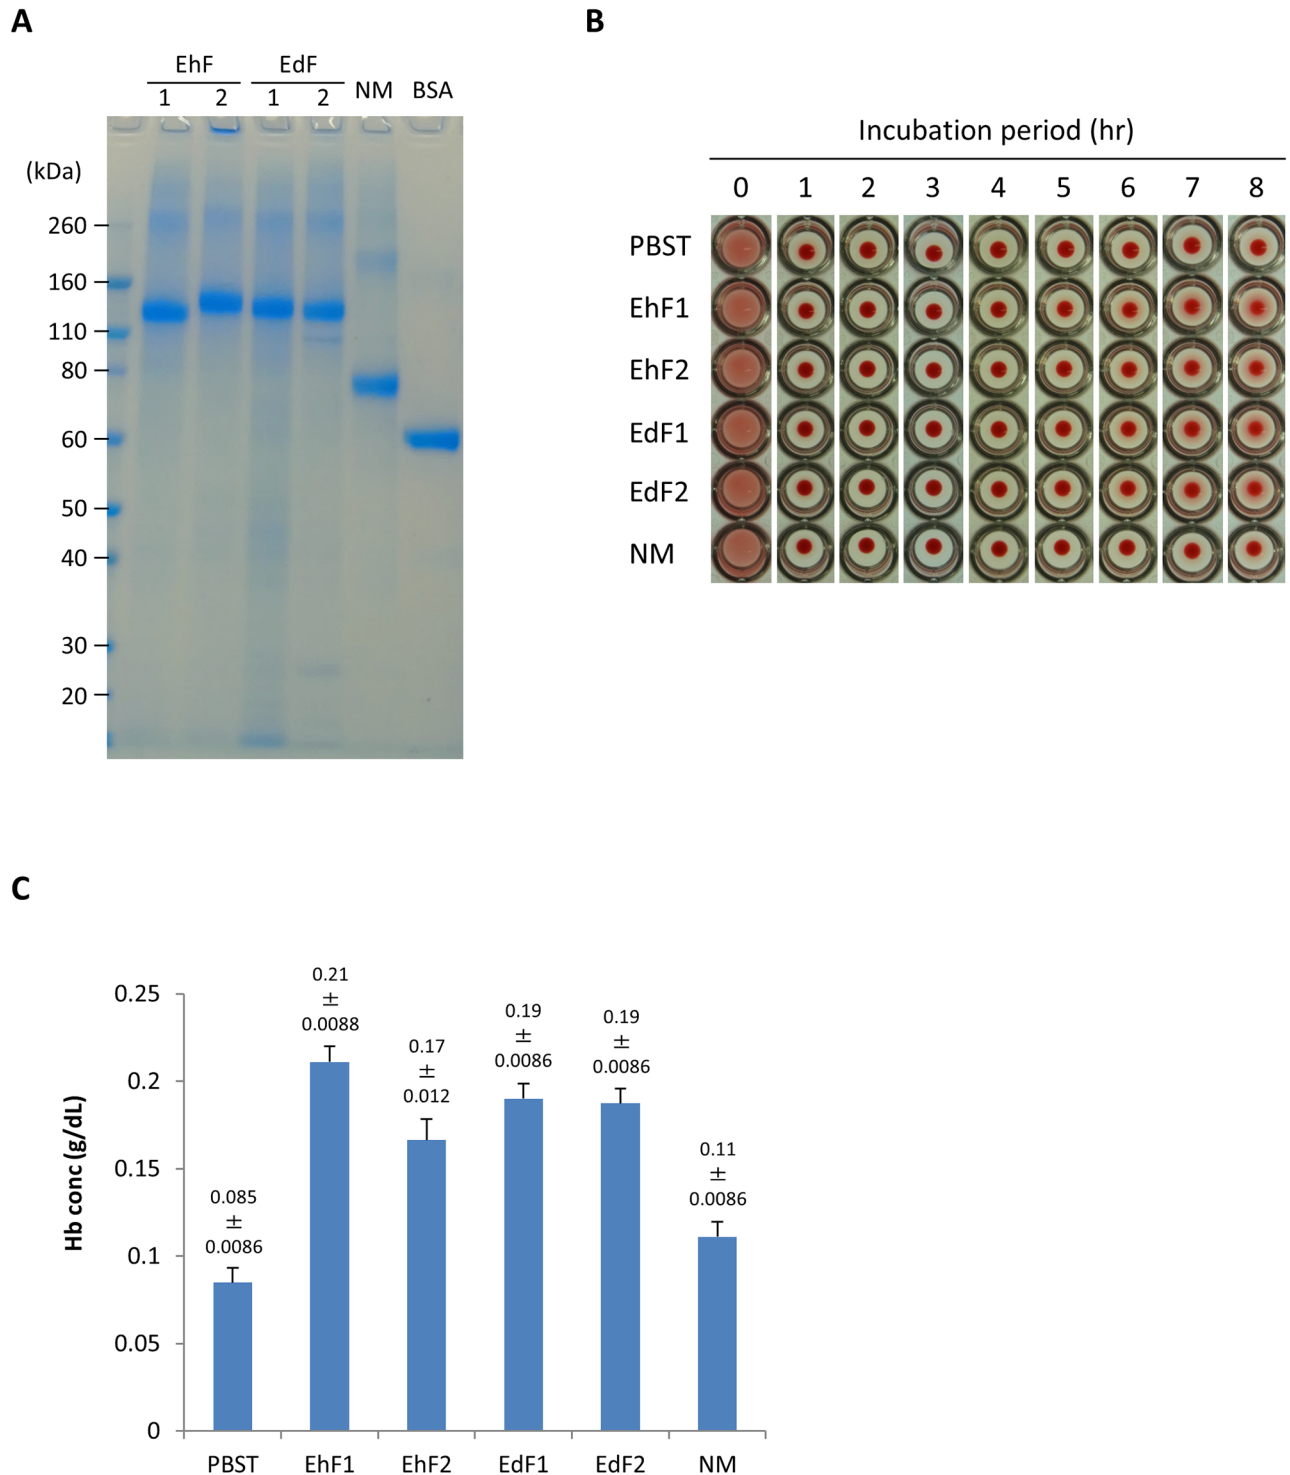 A
EhF EdF
1 2 1 2 NM BSA
(kDa)
260
160
110
80
60
50
40
30
20
B
Incubation period (hr)
0 1 2 3 4 5 6 7 8
PBST
EhF1
EhF2
EdF1
EdF2
NM
C
Hb conc (g/dL)
0.25
0.2
0.15
0.1
0.05
0
0.085
±
0.0086
0.21
±
0.0088
0.17
±
0.012
0.19
±
0.0086
0.19
±
0.0086
0.11
±
0.0086
PBST EhF1 EhF2 EdF1 EdF2 NM